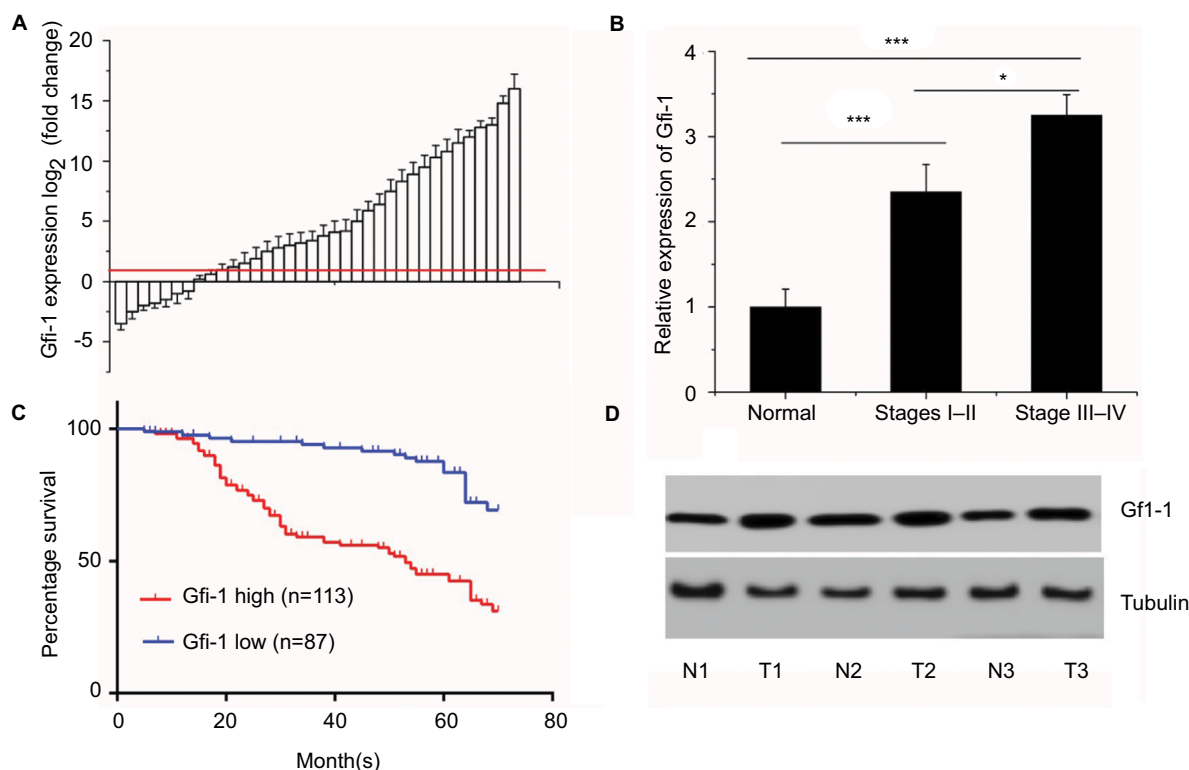 A
Gfi-1 expression log2 (fold change)
20
15
10
5
0
-5
B
Relative expression of Gfi-1
4
3
2
1
0
***
*
***
Normal
Stages I–II
Stage III–IV
C
Percentage survival
100
50
0
Gfi-1 high (n=113)
Gfi-1 low (n=87)
0 20 40 60 80
Month(s)
D
Gf1-1
Tubulin
N1 T1 N2 T2 N3 T3